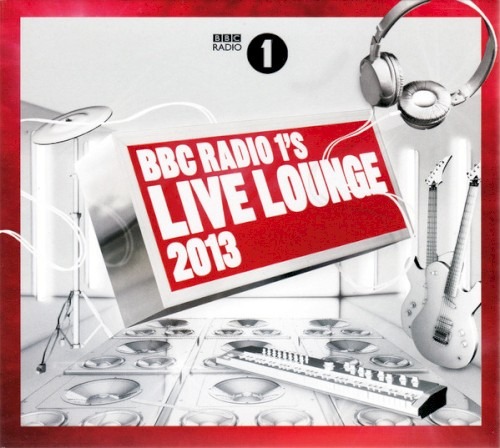 BBC
RADIO
1
BBC RADIO 1'S
LIVE LOUNGE
2013